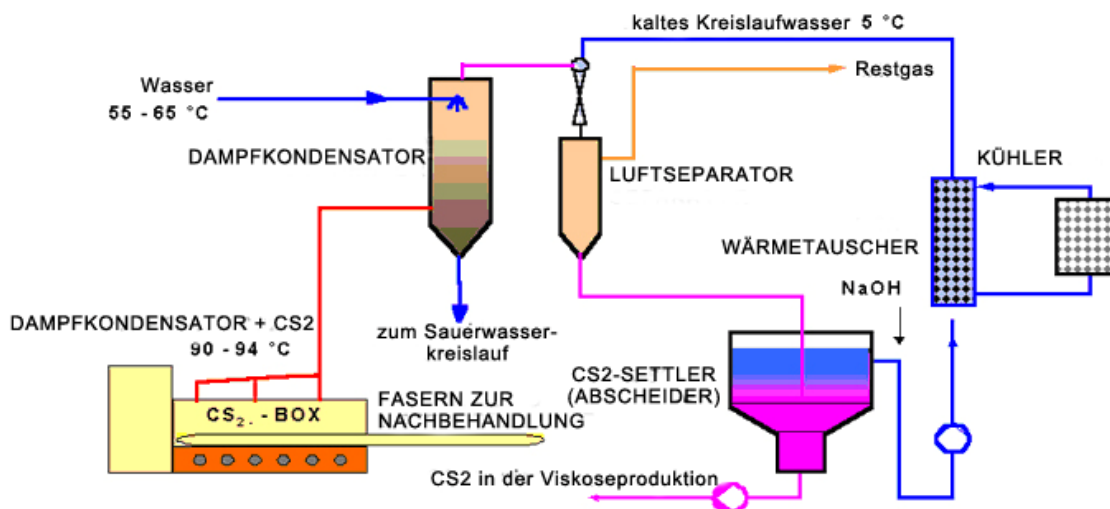 kaltes Kreislaufwasser 5 °C
Restgas
Wasser
55 - 65 °C
DAMPFKONDENSATOR
LUFTSEPARATOR
KÜHLER
WÄRMETAUSCHER
NaOH
DAMPFKONDENSATOR + CS2
90 - 94 °C
zum Sauerwasser-
kreislauf
CS2-SETTLER
(ABSCHEIDER)
FASERN ZUR
NACHBEHANDLUNG
CS2. - BOX
CS2 in der Viskoseproduktion